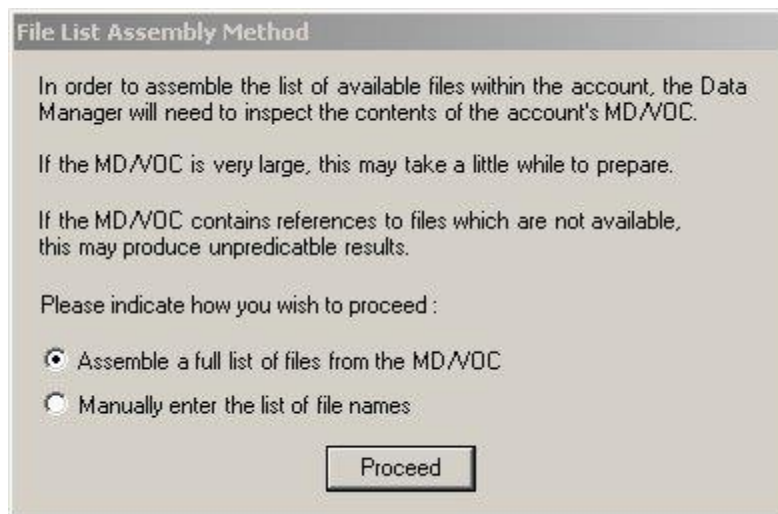 File List Assembly Method
In order to assemble the list of available files within the account, the Data
Manager will need to inspect the contents of the account's MD/VOC.
If the MD/VOC is very large, this may take a little while to prepare.
If the MD/VOC contains references to files which are not available,
this may produce unpredicatble results.
Please indicate how you wish to proceed :
Assemble a full list of files from the MD/VOC
Manually enter the list of file names
Proceed